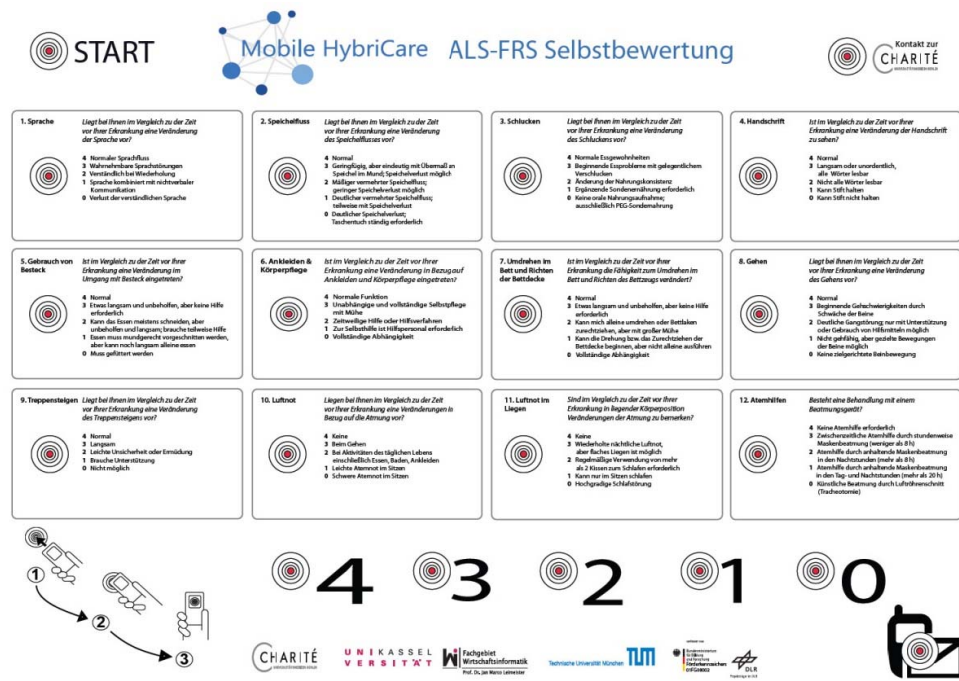 START
Mobile HybriCare ALS-FRS Selbstbewertung
Kontakt zur
CHARITÉ
1. Sprache
Liegt bei Ihnen im Vergleich zu der Zeit
vor Ihrer Erkrankung eine Veränderung
der Sprache vor?
4 Normaler Sprachfluss
3 Wahrnehmbare Sprachstörungen
2 Verständlich bei Wiederholung
1 Sprache kombiniert mit nichtverbaler
Kommunikation
0 Verlust der verständlichen Sprache
2. Speichelfluss
Liegt bei Ihnen im Vergleich zu der Zeit
vor Ihrer Erkrankung eine Veränderung
des Speichelflusses vor?
4 Normal
3 Geringfügig, aber eindeutig mit Übermaß an
Speichel im Mund; Speichelverlust möglich
2 Mäßiger vermehrter Speichelfluss;
geringer Speichelverlust möglich
1 Deutlicher vermehrter Speichelfluss;
teilweise mit Speichelverlust
0 Deutlicher Speichelverlust;
Taschentuch ständig erforderlich
3. Schlucken
Liegt bei Ihnen im Vergleich zu der Zeit
vor Ihrer Erkrankung eine Veränderung
des Schluckens vor?
4 Normale Essgewohnheiten
3 Beginnende Essprobleme mit gelegentlichem
Verschlucken
2 Änderung der Nahrungskonsistenz
1 Ergänzende Sondenernährung erforderlich
0 Keine orale Nahrungsaufnahme;
ausschließlich PEG-Sondernahrung
4. Handschrift
Ist im Vergleich zu der Zeit vor Ihrer
Erkrankung eine Veränderung der Handschrift
zu sehen?
4 Normal
3 Langsam oder unordentlich,
alle Wörter lesbar
2 Nicht alle Wörter lesbar
1 Kann Stift halten
0 Kann Stift nicht halten
5. Gebrauch von
Besteck
Ist im Vergleich zu der Zeit vor Ihrer
Erkrankung eine Veränderung im
Umgang mit Besteck eingetreten?
4 Normal
3 Etwas langsam und unbeholfen, aber keine Hilfe
erforderlich
2 Kann das Essen meistens schneiden, aber
unbeholfen und langsam; brauche teilweise Hilfe
1 Essen muss mundgerecht vorgeschnitten werden,
aber kann noch langsam alleine essen
0 Muss gefüttert werden
6. Ankleiden &
Körperpflege
Ist im Vergleich zu der Zeit vor Ihrer
Erkrankung eine Veränderung in Bezug auf
Ankleiden und Körperpflege eingetreten?
4 Normale Funktion
3 Unabhängige und vollständige Selbstpflege
mit Mühe
2 Zeitweilige Hilfe oder Hilfsverfahren
1 Zur Selbsthilfe ist Hilfspersonal erforderlich
0 Vollständige Abhängigkeit
7. Umdrehen im
Bett und Richten
der Bettdecke
Ist im Vergleich zu der Zeit vor Ihrer
Erkrankung die Fähigkeit zum Umdrehen im
Bett und Richten des Bettzeugs verändert?
4 Normal
3 Etwas langsam und unbeholfen, aber keine Hilfe
erforderlich
2 Kann mich alleine umdrehen oder Bettlaken
zurechtziehen, aber mit großer Mühe
1 Kann die Drehung bzw. das Zurechtziehen der
Bettdecke beginnen, aber nicht alleine ausführen
0 Vollständige Abhängigkeit
8. Gehen
Liegt bei Ihnen im Vergleich zu der Zeit
vor Ihrer Erkrankung eine Veränderung
des Gehens vor?
4 Normal
3 Beginnende Gehschwierigkeiten durch
Schwäche der Beine
2 Deutliche Gangstörung; nur mit Unterstützung
oder Gebrauch von Hilfsmitteln möglich
1 Nicht gehfähig, aber gezielte Bewegungen
der Beine möglich
0 Keine zielgerichtete Beinbewegung
9. Treppensteigen
Liegt bei Ihnen im Vergleich zu der Zeit
vor Ihrer Erkrankung eine Veränderung
des Treppensteigens vor?
4 Normal
3 Langsam
2 Leichte Unsicherheit oder Ermüdung
1 Brauche Unterstützung
0 Nicht möglich
10. Luftnot
Liegen bei Ihnen im Vergleich zu der Zeit
vor Ihrer Erkrankung eine Veränderungen in
Bezug auf die Atmung vor?
4 Keine
3 Beim Gehen
2 Bei Aktivitäten des täglichen Lebens
einschließlich Essen, Baden, Ankleiden
1 Leichte Atemnot im Sitzen
0 Schwere Atemnot im Sitzen
11. Luftnot im
Liegen
Sind im Vergleich zu der Zeit vor Ihrer
Erkrankung in liegender Körperposition
Veränderungen der Atmung zu bemerken?
4 Keine
3 Wiederholte nächtliche Luftnot,
aber flaches Liegen ist möglich
2 Regelmäßige Verwendung von mehr
als 2 Kissen zum Schlafen erforderlich
1 Kann nur im Sitzen schlafen
0 Hochgradige Schlafstörung
12. Atemhilfen
Besteht eine Behandlung mit einem
Beatmungsgerät?
4 Keine Atemhilfe erforderlich
3 Zwischenzeitliche Atemhilfe durch stundenweise
Maskenbeatmung (weniger als 8 h)
2 Atemhilfe durch anhaltende Maskenbeatmung
in den Nachtstunden (mehr als 8 h)
1 Atemhilfe durch anhaltende Maskenbeatmung
in den Tag- und Nachtstunden (mehr als 20 h)
0 Künstliche Beatmung durch Luftröhrenschnitt
(Tracheotomie)
1
2
3
4 3 2 1 0
CHARITÉ
UNIKASSEL
VERSITÄT
Fachgebiet
Wirtschaftsinformatik
Prof. Dr. Jan Marco Leimeister
Technische Universität München TUM
Bundesministerium
für Bildung
und Forschung
DLR